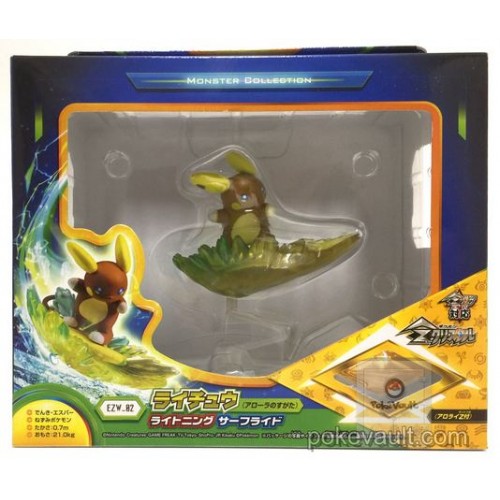 MONSTER COLLECTION
Zクリスタル
PokeVault
(アロライZ付)
EZW_02
ライチュウ(アローラのすがた)
ライトニング サーフライド
でんき・エスパー
ねずみポケモン
たかさ:0.7m
おもさ:21.0kg
pokevault.com